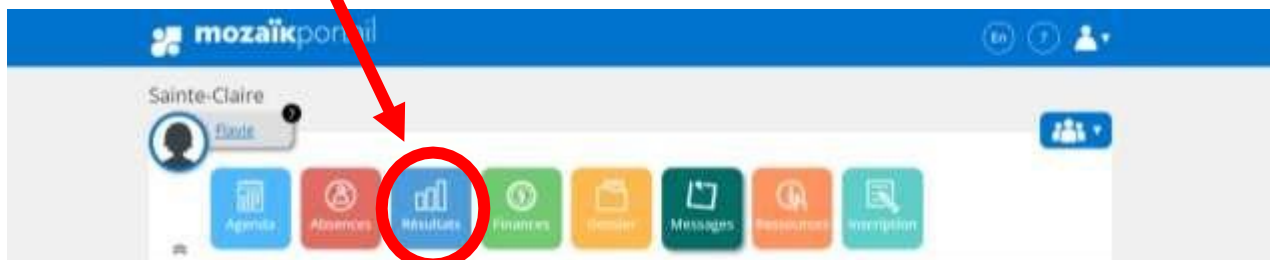 mozaïkportail
En ?
Sainte-Claire
?
Agenda Absences Résultats Finances Dossier Messages Ressources Inscription